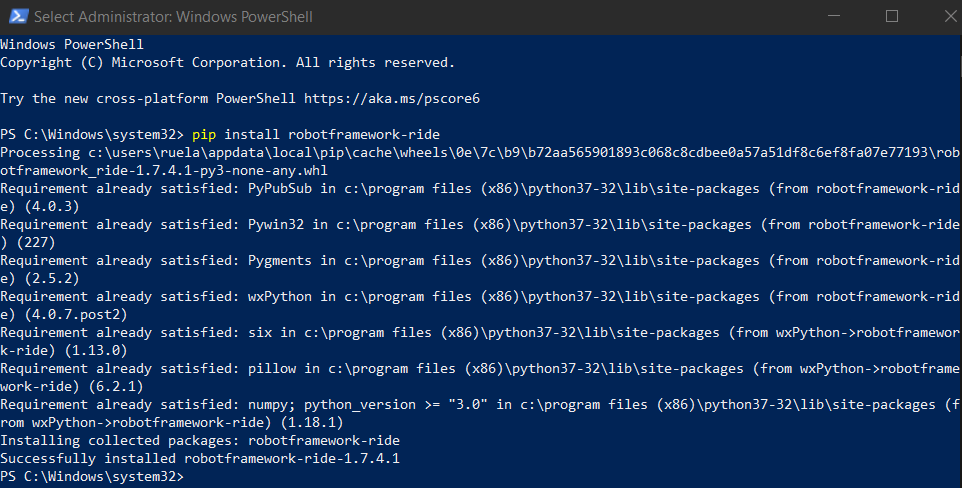 Select Administrator: Windows PowerShell
Windows PowerShell
Copyright (C) Microsoft Corporation. All rights reserved.
Try the new cross-platform PowerShell https://aka.ms/pscore6
PS C:\Windows\system32> pip install robotframework-ride
Processing c:\users\ruela\appdata\local\pip\cache\wheels\0e\7c\b9\b72aa565901893c068c8cdbee0a57a51df8c6ef8fa07e77193\rob
otframework_ride-1.7.4.1-py3-none-any.whl
Requirement already satisfied: PyPubSub in c:\program files (x86)\python37-32\lib\site-packages (from robotframework-rid
e) (4.0.3)
Requirement already satisfied: Pywin32 in c:\program files (x86)\python37-32\lib\site-packages (from robotframework-ride
) (227)
Requirement already satisfied: Pygments in c:\program files (x86)\python37-32\lib\site-packages (from robotframework-rid
e) (2.5.2)
Requirement already satisfied: wxPython in c:\program files (x86)\python37-32\lib\site-packages (from robotframework-rid
e) (4.0.7.post2)
Requirement already satisfied: six in c:\program files (x86)\python37-32\lib\site-packages (from wxPython->robotframewor
k-ride) (1.13.0)
Requirement already satisfied: pillow in c:\program files (x86)\python37-32\lib\site-packages (from wxPython->robotframe
work-ride) (6.2.1)
Requirement already satisfied: numpy; python_version >= "3.0" in c:\program files (x86)\python37-32\lib\site-packages (f
rom wxPython->robotframework-ride) (1.18.1)
Installing collected packages: robotframework-ride
Successfully installed robotframework-ride-1.7.4.1
PS C:\Windows\system32>